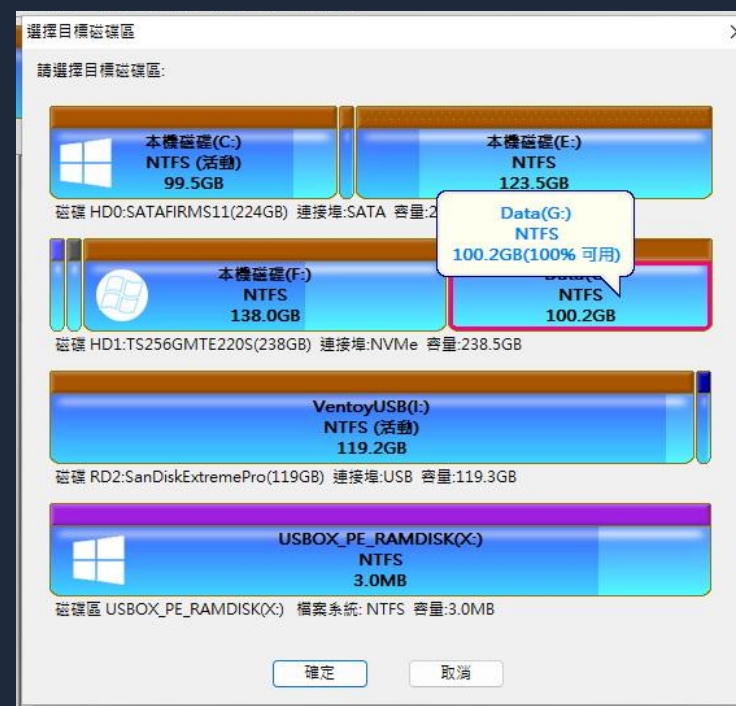 選擇目標磁碟區
請選擇目標磁碟區:
本機磁碟(C:)
NTFS (活動)
99.5GB
本機磁碟(E:)
NTFS
123.5GB
磁碟 HD0:SATAFIRMS11(224GB) 連接埠:SATA 容量:2
Data(G:)
NTFS
100.2GB(100% 可用)
本機磁碟(F:)
NTFS
138.0GB
NTFS
100.2GB
磁碟 HD1:TS256GMTE220S(238GB) 連接埠:NVMe 容量:238.5GB
VentoyUSB(I:)
NTFS (活動)
119.2GB
磁碟 RD2:SanDiskExtremePro(119GB) 連接埠:USB 容量:119.3GB
USBOX_PE_RAMDISK(X:)
NTFS
3.0MB
磁碟區 USBOX_PE_RAMDISK(X:) 檔案系統: NTFS 容量:3.0MB
確定
取消